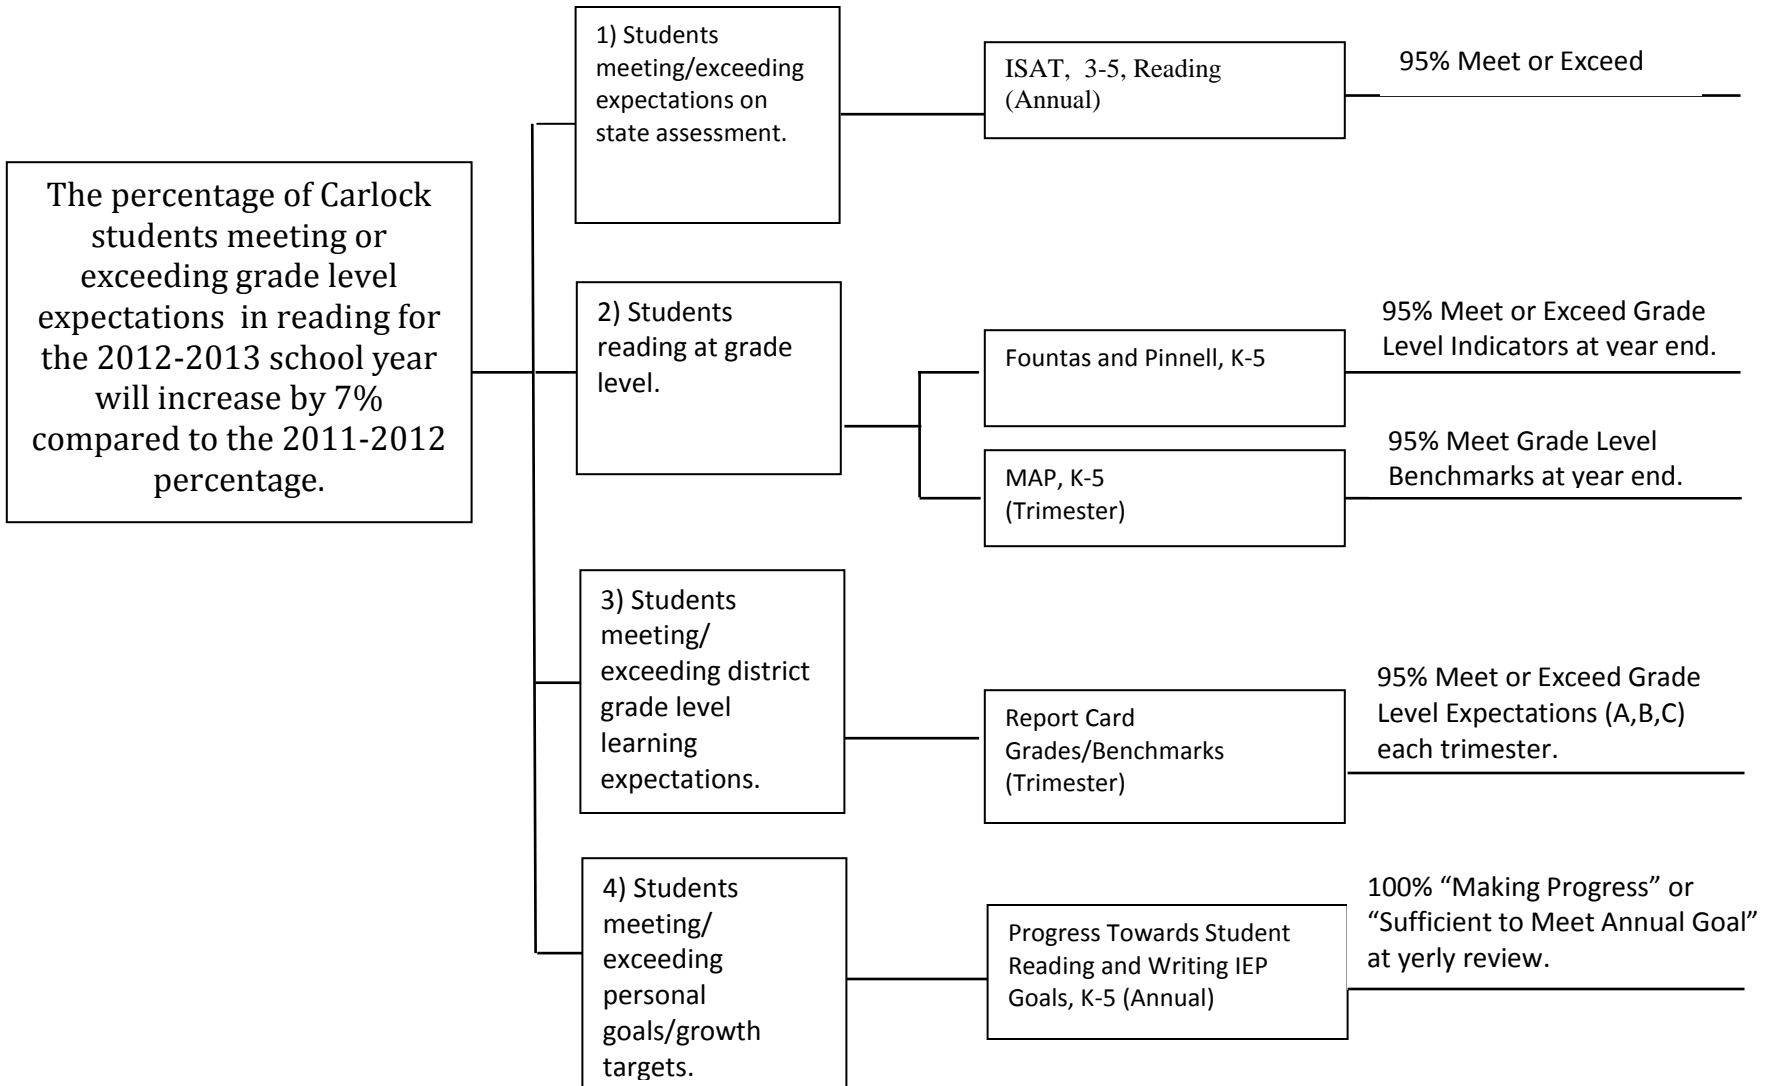 The percentage of Carlock
students meeting or
exceeding grade level
expectations  in reading for
the 2012-2013 school year
will increase by 7%
compared to the 2011-2012
percentage.
1) Students
meeting/exceeding
expectations on
state assessment.
ISAT,  3-5, Reading
(Annual)
95% Meet or Exceed
2) Students
reading at grade
level.
Fountas and Pinnell, K-5
95% Meet or Exceed Grade
Level Indicators at year end.
MAP, K-5
(Trimester)
95% Meet Grade Level
Benchmarks at year end.
3) Students
meeting/
exceeding district
grade level
learning
expectations.
Report Card
Grades/Benchmarks
(Trimester)
95% Meet or Exceed Grade
Level Expectations (A,B,C)
each trimester.
4) Students
meeting/
exceeding
personal
goals/growth
targets.
Progress Towards Student
Reading and Writing IEP
Goals, K-5 (Annual)
100% “Making Progress” or
“Sufficient to Meet Annual Goal”
at yerly review.